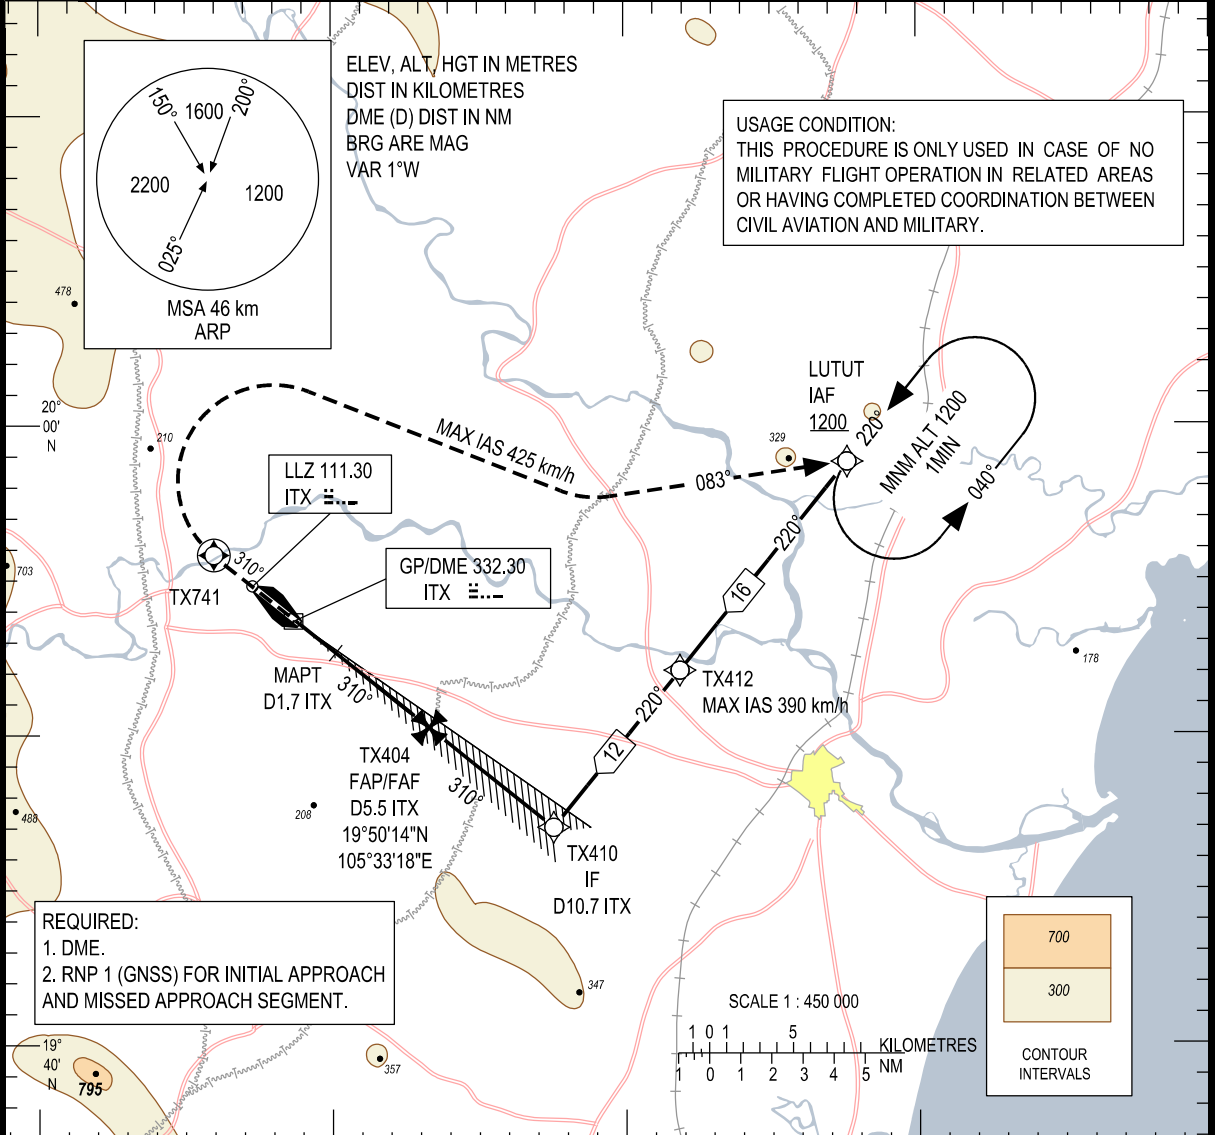 150°
1600
200°
2200
1200
025°
MSA 46 km
ARP
ELEV, ALT, HGT IN METRES
DIST IN KILOMETRES
DME (D) DIST IN NM
BRG ARE MAG
VAR 1°W
USAGE CONDITION:
THIS PROCEDURE IS ONLY USED IN CASE OF NO
MILITARY FLIGHT OPERATION IN RELATED AREAS
OR HAVING COMPLETED COORDINATION BETWEEN
CIVIL AVIATION AND MILITARY.
478
20°
00'
N
210
703
488
LUTUT
IAF
1200
329
220°
MNM ALT 1200
1MIN
040°
MAX IAS 425 km/h
083°
LLZ 111.30
ITX
GP/DME 332.30
ITX
310°
TX741
220°
16
178
MAPT
D1.7 ITX
310°
TX412
MAX IAS 390 km/h
220°
12
TX404
FAP/FAF
D5.5 ITX
19°50'14"N
105°33'18"E
310°
208
TX410
IF
D10.7 ITX
REQUIRED:
1. DME.
2. RNP 1 (GNSS) FOR INITIAL APPROACH
AND MISSED APPROACH SEGMENT.
347
357
19°
40'
N
795
SCALE 1 : 450 000
1 0 1 5
KILOMETRES
NM
1 0 1 2 3 4 5
700
300
CONTOUR
INTERVALS